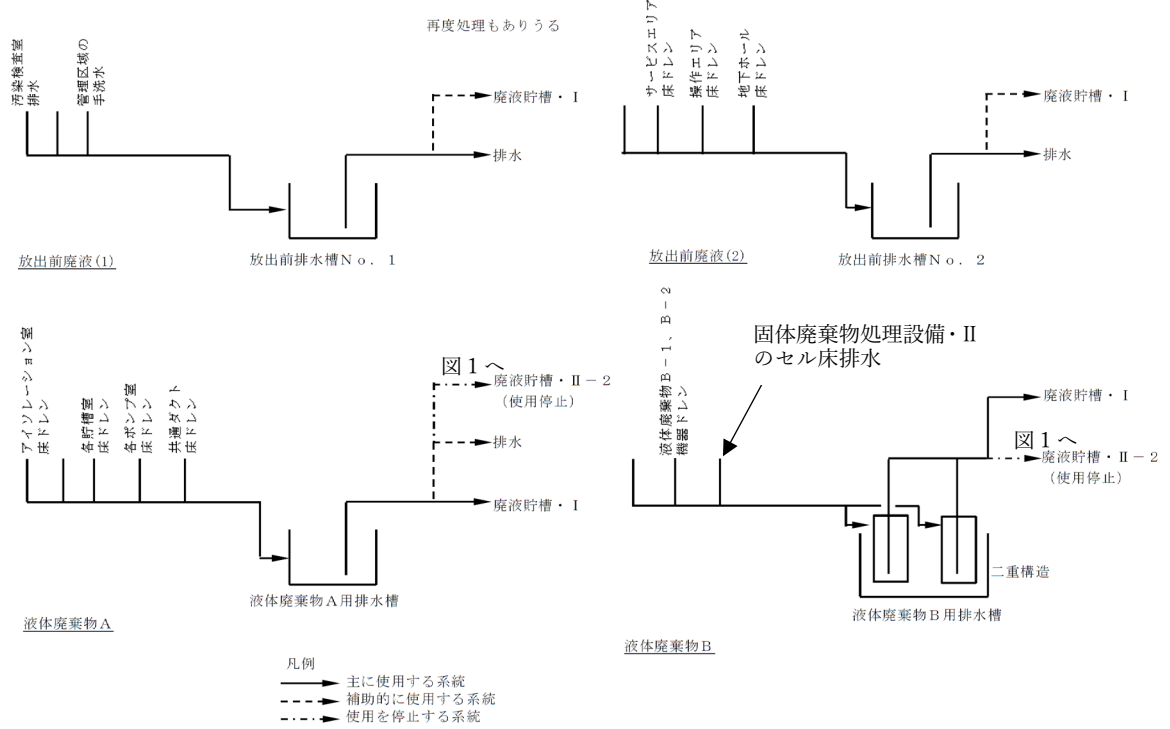 再度処理もありうる
汚染検査室
排水
管理区域の
手洗水
廃液貯槽・Ⅰ
排水
放出前廃液(1)
放出前排水槽Ｎｏ．１
サービスエリア
床ドレン
操作エリア
床ドレン
地下ホール
床ドレン
廃液貯槽・Ⅰ
排水
放出前廃液(2)
放出前排水槽Ｎｏ．２
アイソレーション室
床ドレン
各貯槽室
床ドレン
各ポンプ室
床ドレン
共通ダクト
床ドレン
図１へ
廃液貯槽・Ⅱ－２
（使用停止）
排水
廃液貯槽・Ⅰ
液体廃棄物Ａ用排水槽
液体廃棄物Ａ
液体廃棄物Ｂ－１、Ｂ－２
機器ドレン
固体廃棄物処理設備・Ⅱ
のセル床排水
廃液貯槽・Ⅰ
図１へ
廃液貯槽・Ⅱ－２
（使用停止）
二重構造
液体廃棄物Ｂ用排水槽
液体廃棄物Ｂ
凡例
主に使用する系統
補助的に使用する系統
使用を停止する系統